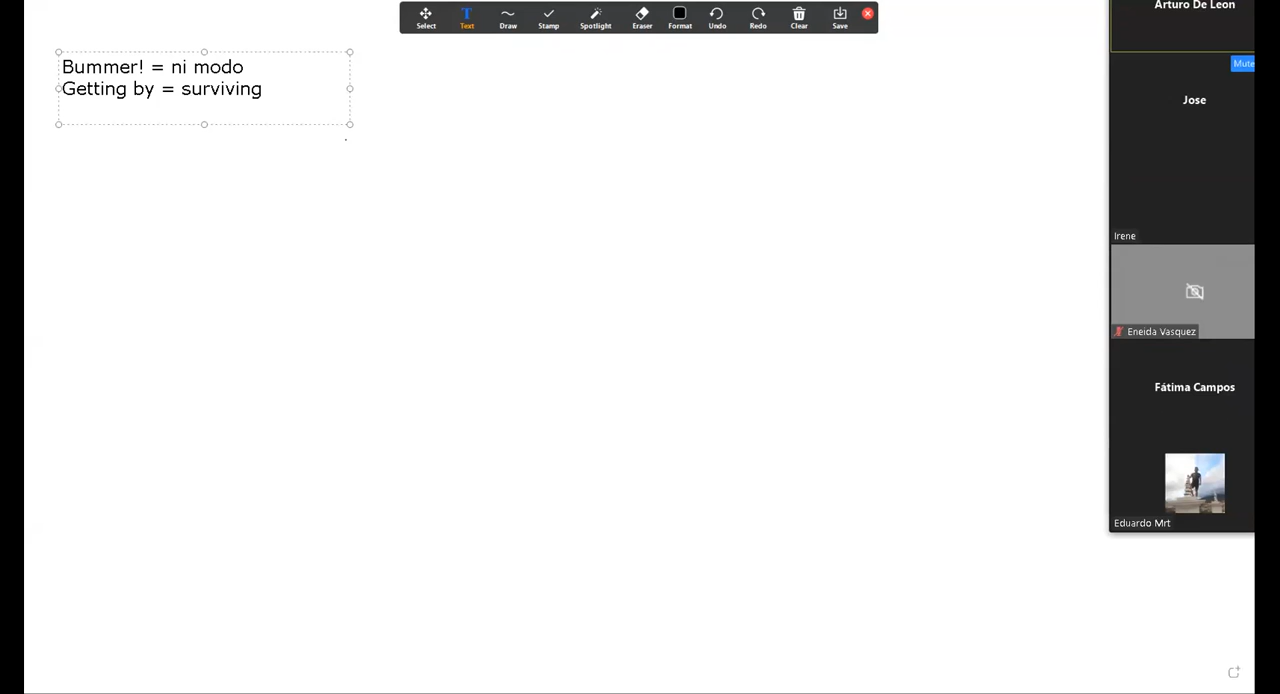 Arturo De Leon
Select Text Draw Stamp Spotlight Eraser Format Undo Redo Clear Save
Bummer! = ni modo
Getting by = surviving
Mute
Jose
Irene
Eneida Vasquez
Fátima Campos
Eduardo Mrt